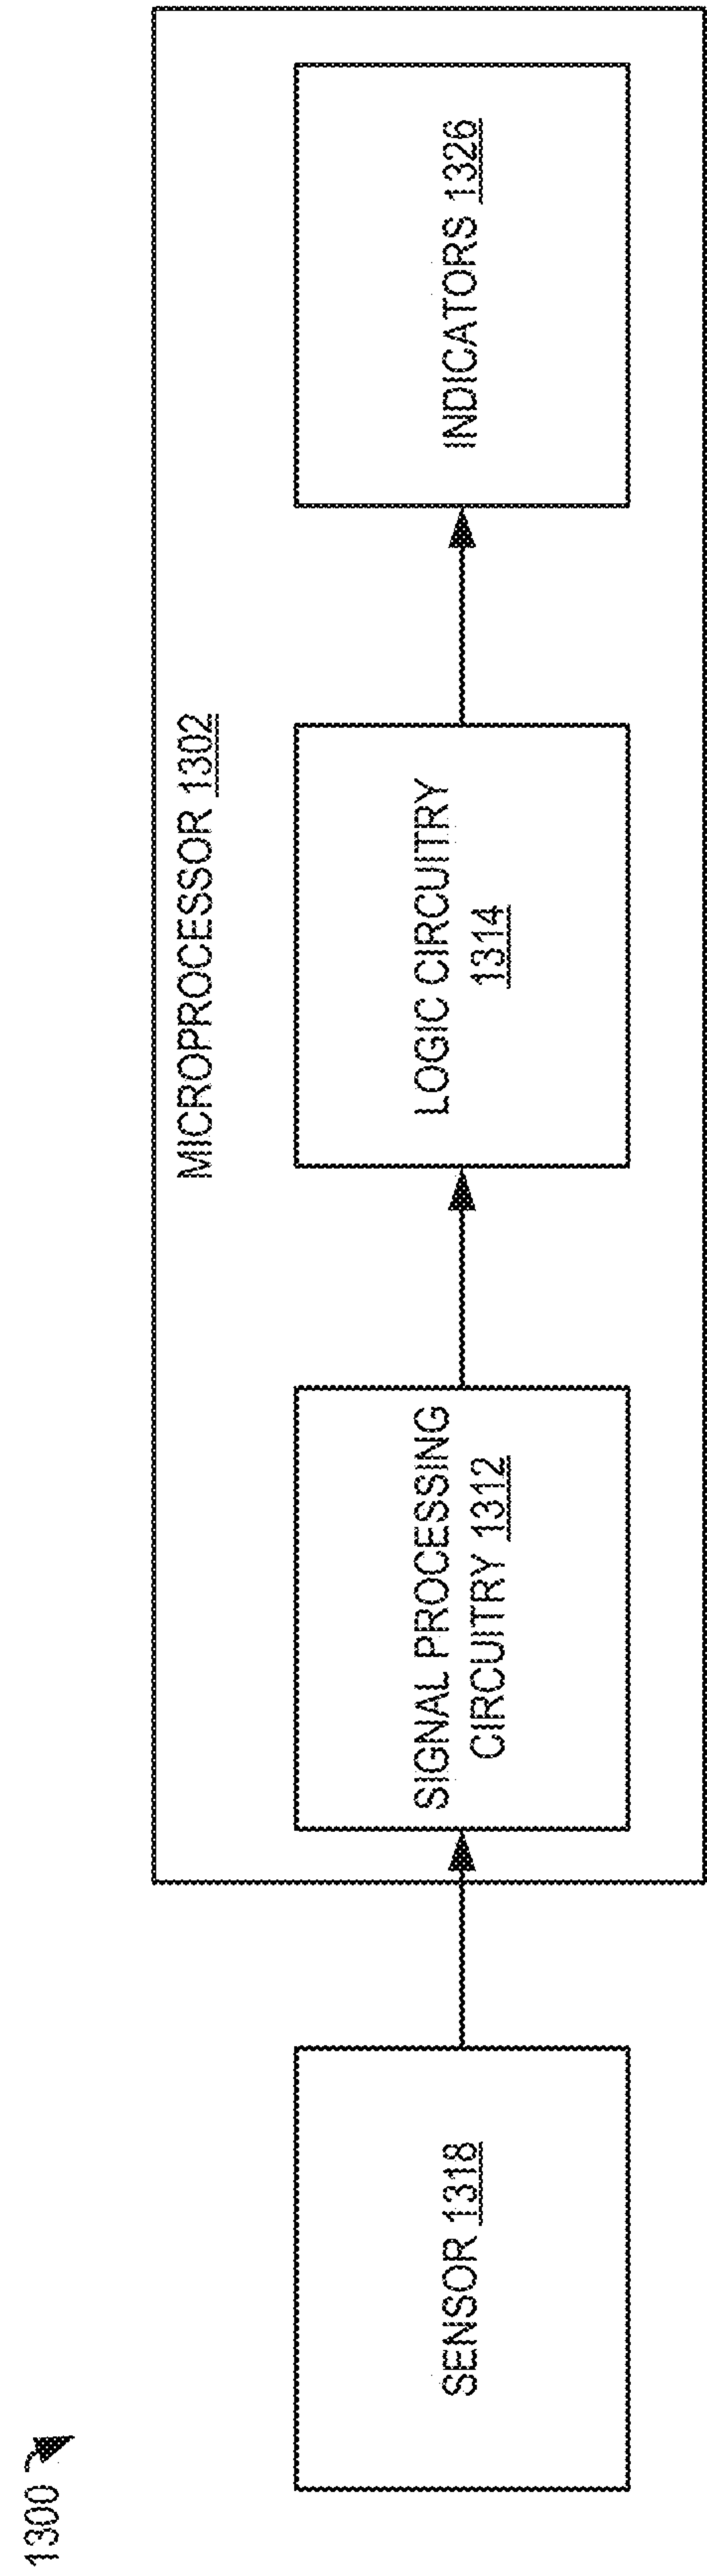 1300
MICROPROCESSOR 1302
SENSOR 1318
SIGNAL PROCESSING
CIRCUITRY 1312
LOGIC CIRCUITRY
1314
INDICATORS 1326